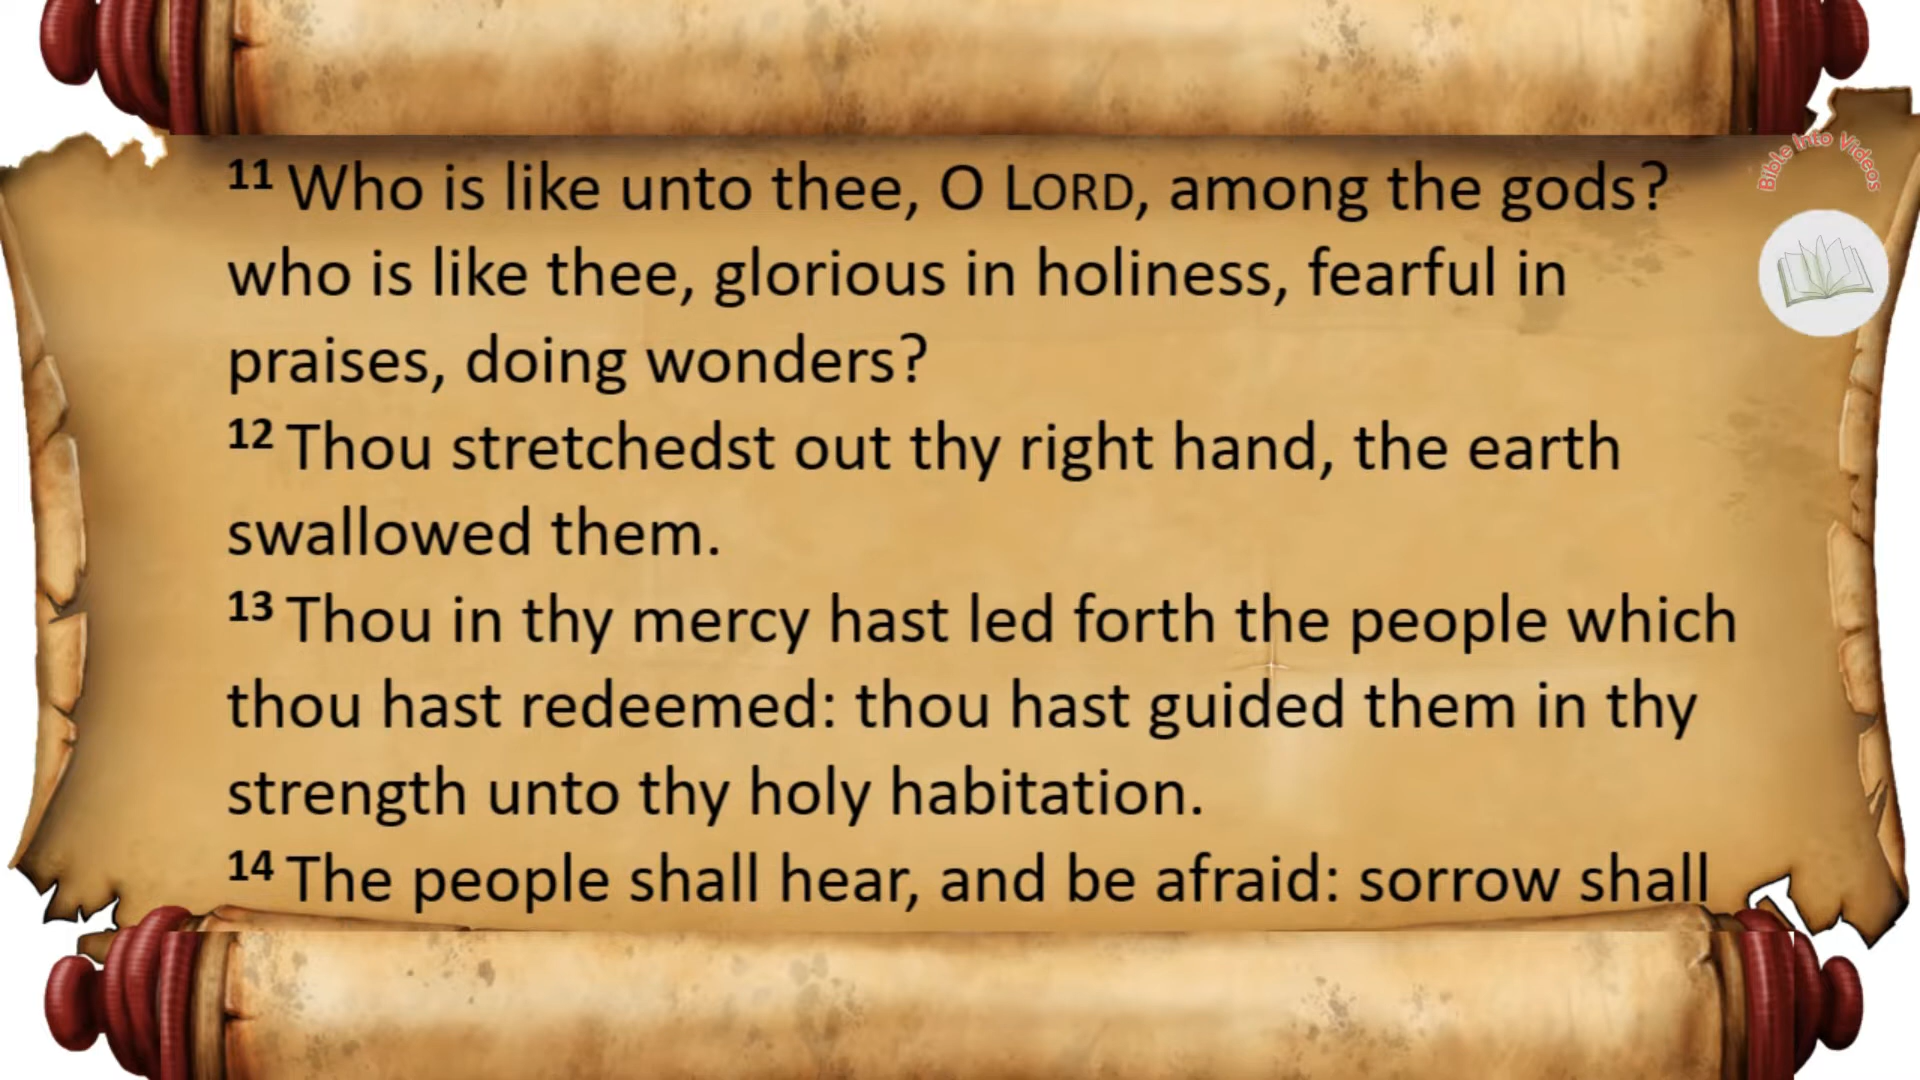 11 Who is like unto thee, O LORD, among the gods?
who is like thee, glorious in holiness, fearful in
praises, doing wonders?
12 Thou stretchedst out thy right hand, the earth
swallowed them.
13 Thou in thy mercy hast led forth the people which
thou hast redeemed: thou hast guided them in thy
strength unto thy holy habitation.
14 The people shall hear, and be afraid: sorrow shall
Bible Into Videos